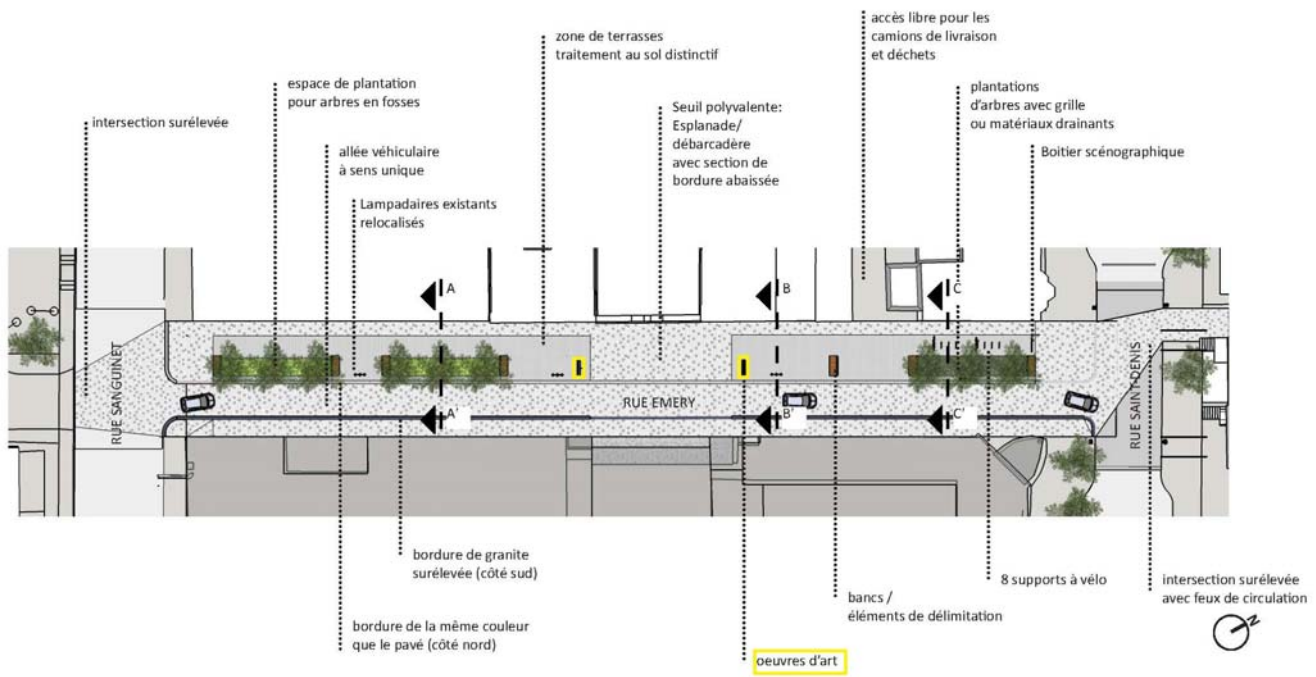 accès libre pour les
camions de livraison
et déchets
zone de terrasses
traitement au sol distinctif
espace de plantation
pour arbres en fosses
plantations
d'arbres avec grille
ou matériaux drainants
Seuil polyvalente:
Esplanade/
débarcadère
avec section de
bordure abaissée
intersection surélevée
allée véhiculaire
à sens unique
Boitier scénographique
Lampadaires existants
relocalisés
A
B
C
RUE SANGUINET
RUE EMERY
RUE SAINT-DENIS
A'
B'
C'
bordure de granite
surélevée (côté sud)
8 supports à vélo
intersection surélevée
avec feux de circulation
bancs /
éléments de délimitation
bordure de la même couleur
que le pavé (côté nord)
oeuvres d'art
N